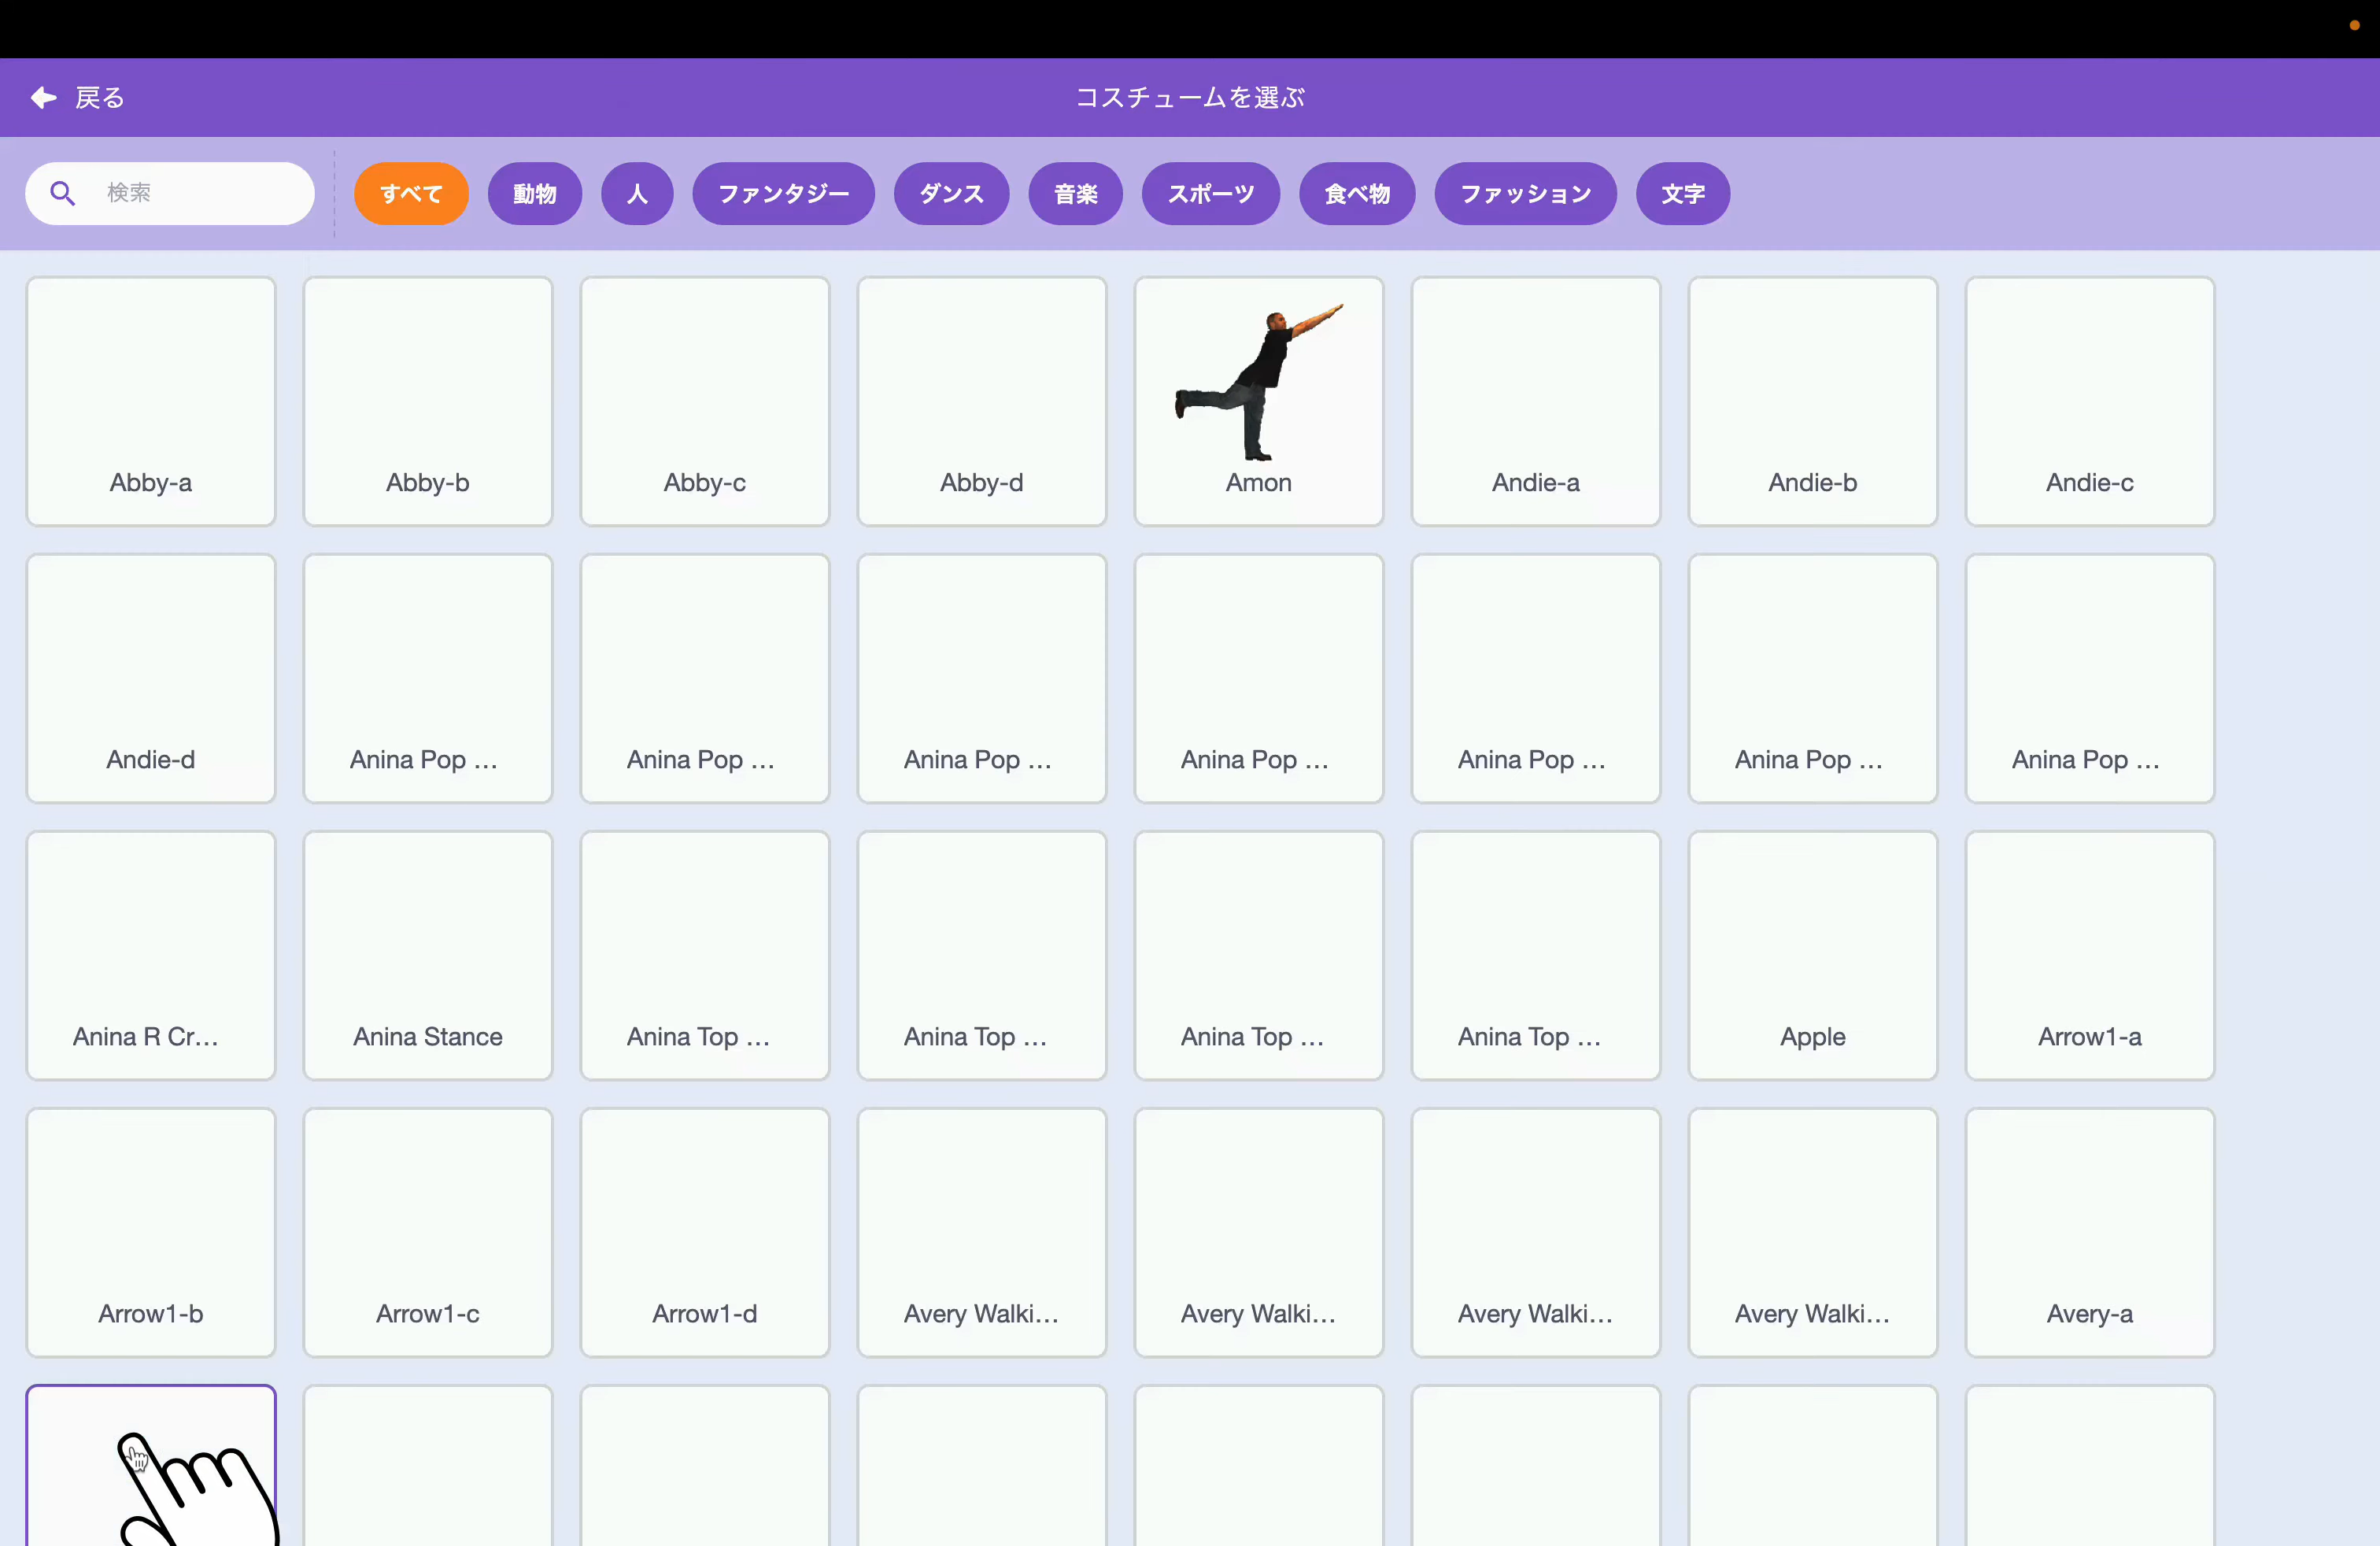 戻る
コスチュームを選ぶ
検索
すべて 動物 人 ファンタジー ダンス 音楽 スポーツ 食べ物 ファッション 文字
Abby-a Abby-b Abby-c Abby-d Amon Andie-a Andie-b Andie-c
Andie-d Anina Pop ... Anina Pop ... Anina Pop ... Anina Pop ... Anina Pop ... Anina Pop ... Anina Pop ...
Anina R Cr... Anina Stance Anina Top ... Anina Top ... Anina Top ... Anina Top ... Apple Arrow1-a
Arrow1-b Arrow1-c Arrow1-d Avery Walki... Avery Walki... Avery Walki... Avery Walki... Avery-a